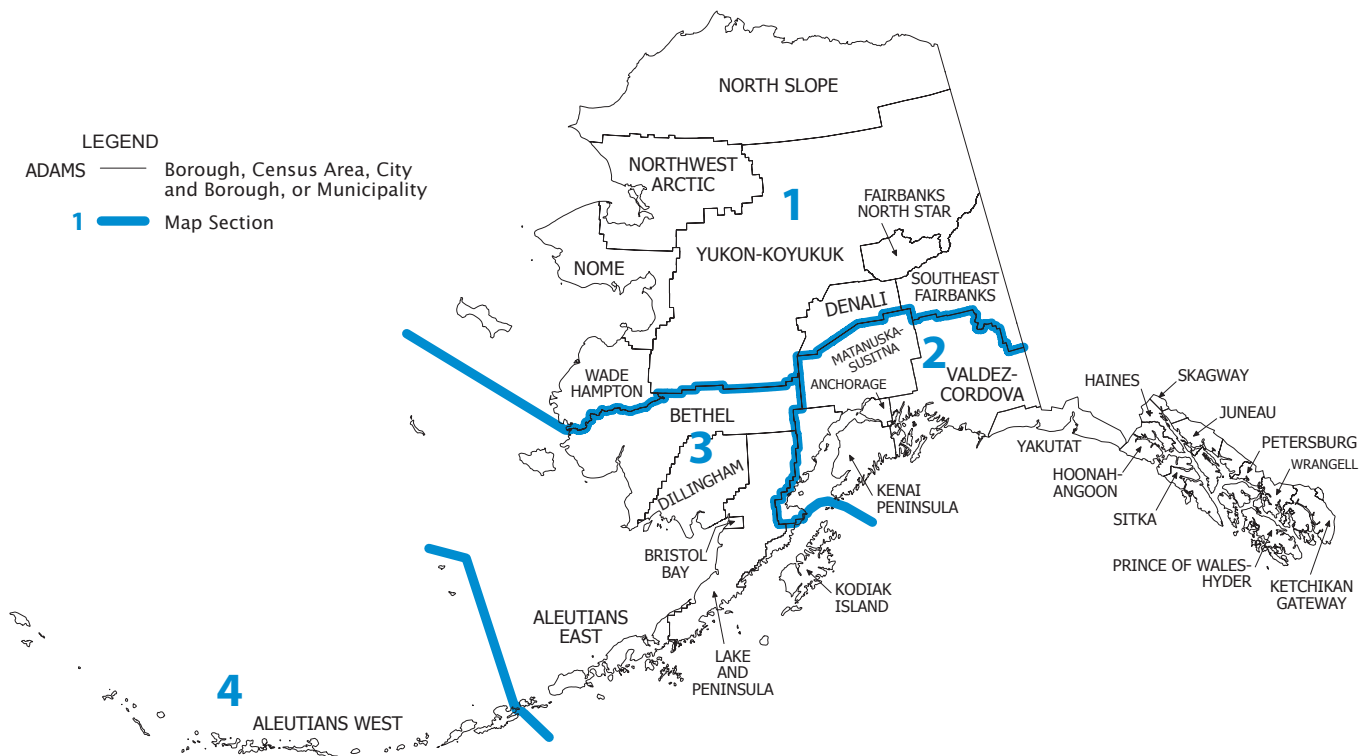 LEGEND
ADAMS
Borough, Census Area, City
and Borough, or Municipality
1
Map Section
NORTH SLOPE
NORTHWEST
ARCTIC
1
FAIRBANKS
NORTH STAR
YUKON-KOYUKUK
NOME
SOUTHEAST
FAIRBANKS
DENALI
MATANUSKA-
SUSITNA
2
WADE
HAMPTON
ANCHORAGE
VALDEZ-
CORDOVA
BETHEL
3
DILLINGHAM
HAINES
SKAGWAY
JUNEAU
YAKUTAT
PETERSBURG
WRANGELL
HOONAH-
ANGOON
SITKA
KENAI
PENINSULA
BRISTOL
BAY
PRINCE OF WALES-
HYDER
KETCHIKAN
GATEWAY
KODIAK
ISLAND
ALEUTIANS
EAST
LAKE
AND
PENINSULA
4
ALEUTIANS WEST